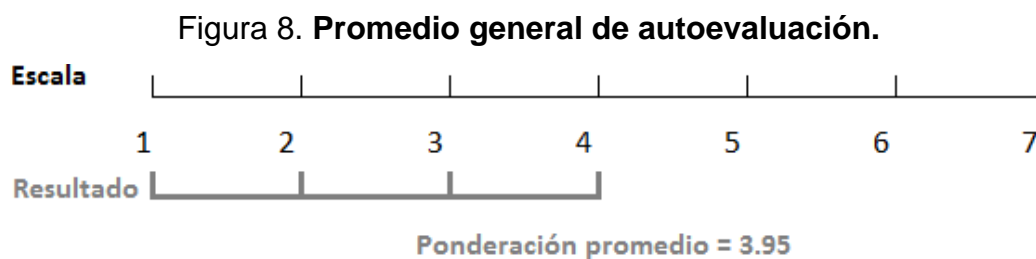 Figura 8. Promedio general de autoevaluación.
Escala
1 2 3 4 5 6 7
Resultado
Ponderación promedio = 3.95